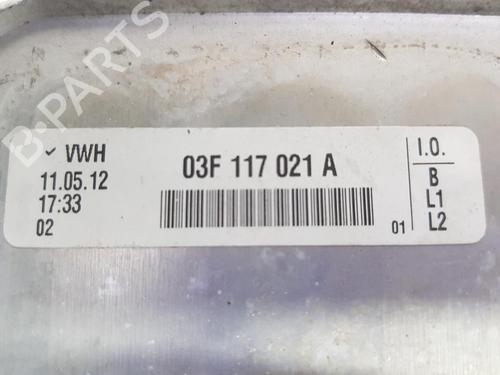 B-PARTS
✓ VWH
11.05.12
17:33
02
03F 117 021 A
01
I.O.
B
L1
L2